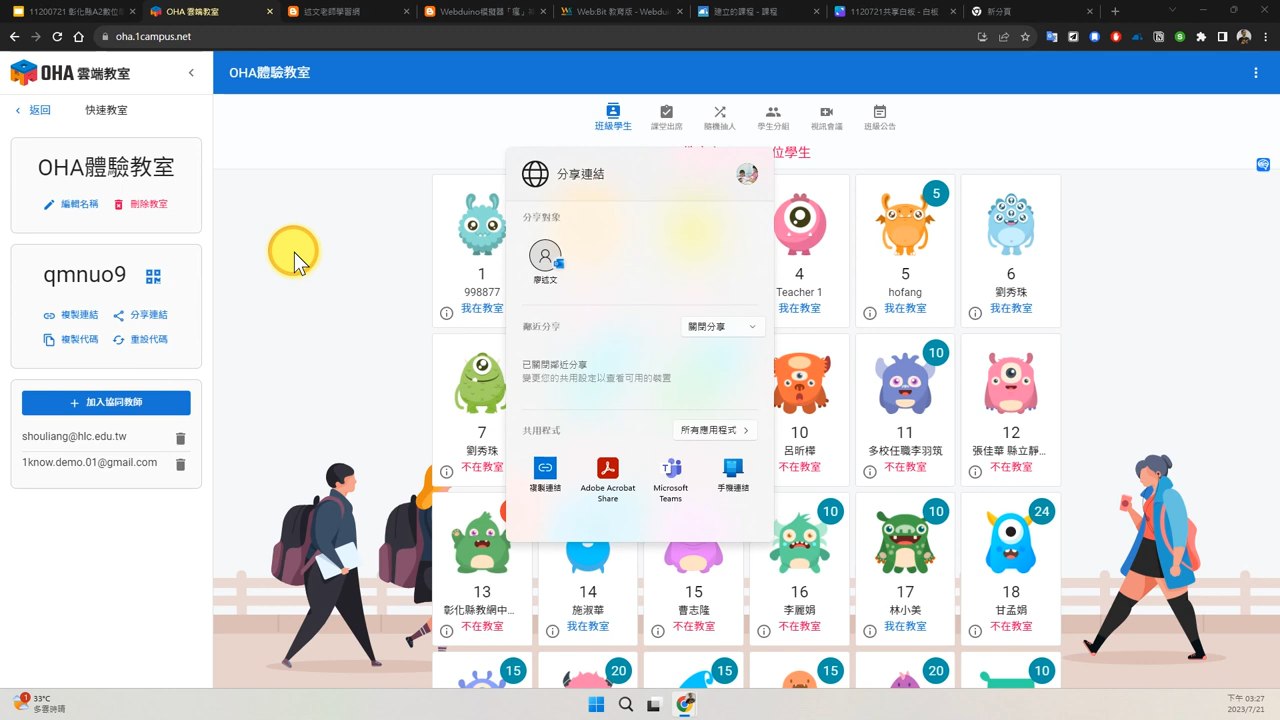 11200721 彰化縣A2數位
OHA 雲端教室
述文老師學習網
Webduino模擬器「瘋」
Web:Bit 教育版 - Webdu
建立的課程 - 課程
1120721共享白板 - 白板
新分頁
oha.1campus.net
OHA 雲端教室
OHA體驗教室
返回
快速教室
班級學生
課堂出席
隨機抽人
學生分組
視訊會議
班級公告
位學生
OHA體驗教室
編輯名稱
刪除教室
qmnuo9
複製連結
分享連結
複製代碼
重設代碼
加入協同教師
shouliang@hlc.edu.tw
1know.demo.01@gmail.com
分享連結
分享對象
廖述文
鄰近分享
關閉分享
已關閉鄰近分享
變更您的共用設定以查看可用的裝置
共用程式
所有應用程式
複製連結
Adobe Acrobat
Share
Microsoft
Teams
手機連結
1
998877
我在教室
4
Teacher 1
我在教室
5
5
hofang
我在教室
6
劉秀珠
我在教室
7
劉秀珠
不在教室
10
呂昕樺
不在教室
10
11
多校任職李羽筑
不在教室
12
張佳華 縣立靜...
不在教室
13
彰化縣教網中...
不在教室
14
施淑華
我在教室
15
曹志隆
不在教室
10
16
李麗娟
不在教室
10
17
林小美
我在教室
24
18
甘孟娟
不在教室
15
20
15
15
20
10
1
33°C
多雲時晴
下午 03:27
2023/7/21